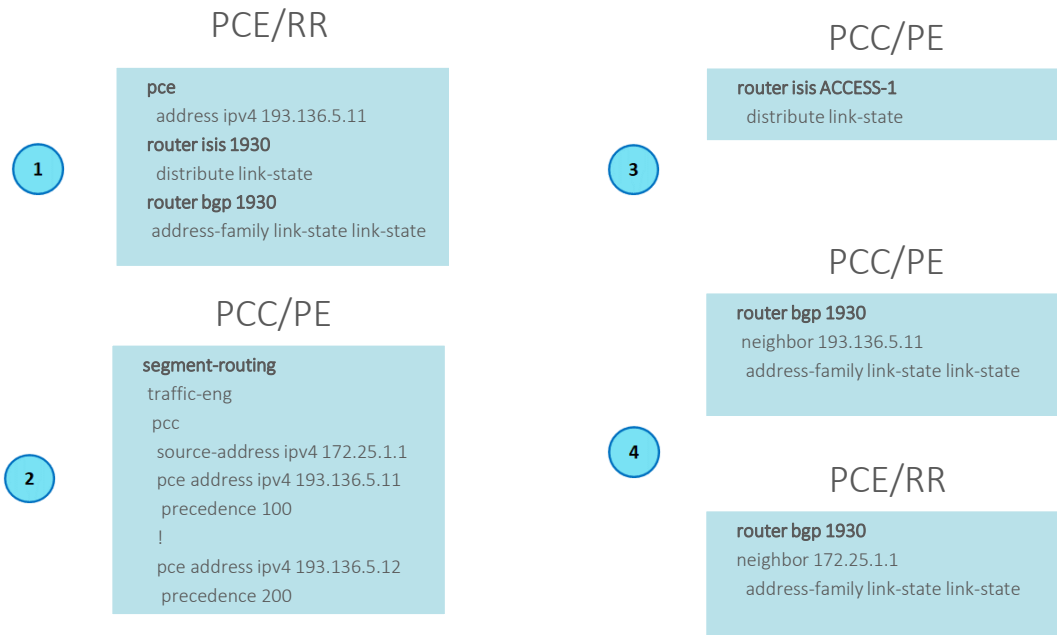 PCE/RR
pce
address ipv4 193.136.5.11
router isis 1930
distribute link-state
router bgp 1930
address-family link-state link-state
1
PCC/PE
segment-routing
traffic-eng
pcc
source-address ipv4 172.25.1.1
pce address ipv4 193.136.5.11
precedence 100
!
pce address ipv4 193.136.5.12
precedence 200
2
PCC/PE
router isis ACCESS-1
distribute link-state
3
PCC/PE
router bgp 1930
neighbor 193.136.5.11
address-family link-state link-state
4
PCE/RR
router bgp 1930
neighbor 172.25.1.1
address-family link-state link-state